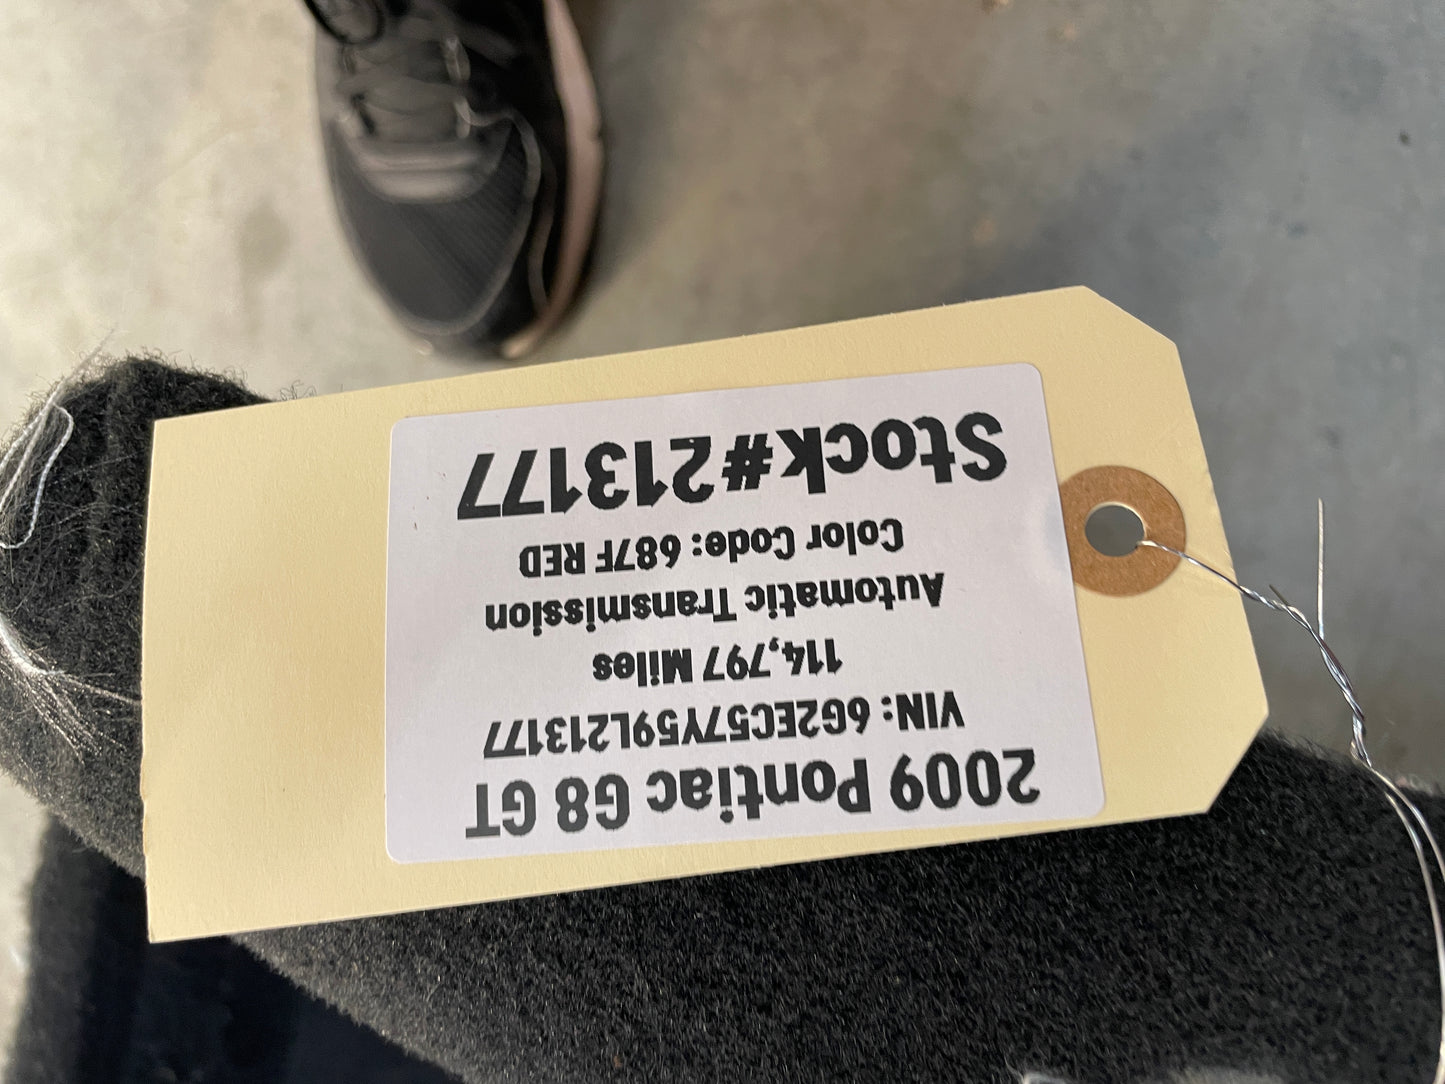 2009 Pontiac G8 GT
VIN: 6G2EC57Y59L213177
114,797 Miles
Automatic Transmission
Color Code: 687F RED
Stock#213177